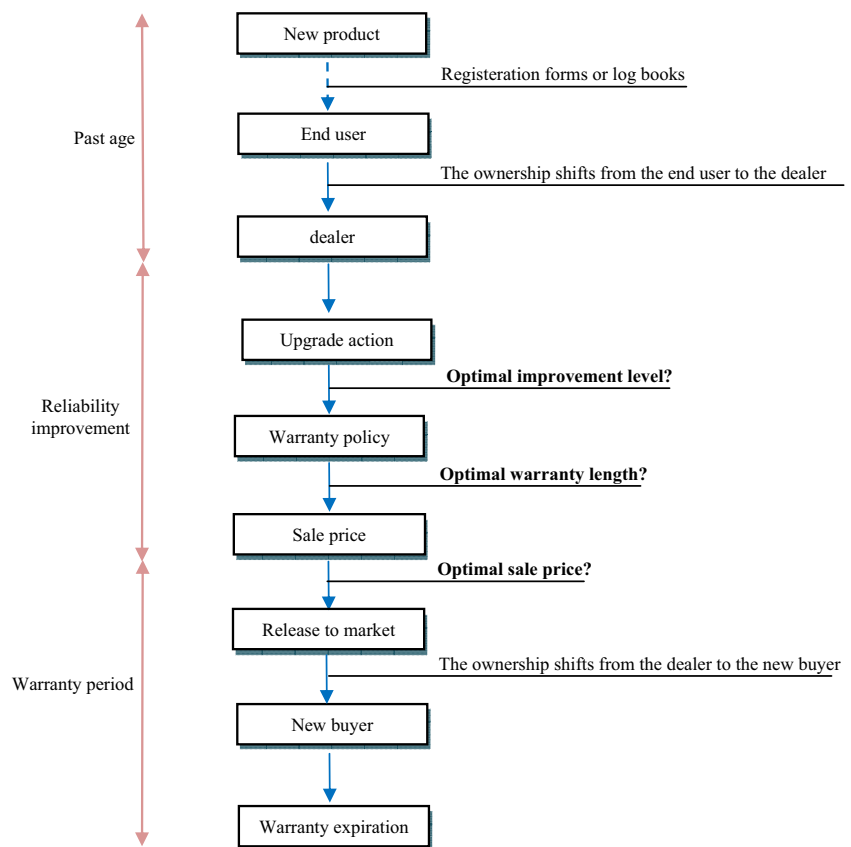 New product
Registeration forms or log books
End user
Past age
The ownership shifts from the end user to the dealer
dealer
Upgrade action
Optimal improvement level?
Reliability
improvement
Warranty policy
Optimal warranty length?
Sale price
Optimal sale price?
Release to market
The ownership shifts from the dealer to the new buyer
Warranty period
New buyer
Warranty expiration